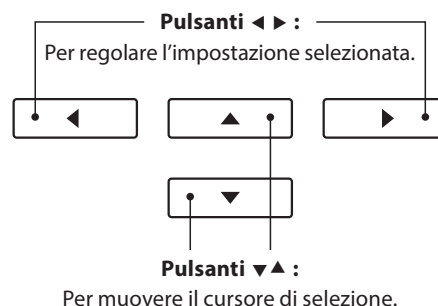 Pulsanti ◀ ▶ :
Per regolare l'impostazione selezionata.
Pulsanti ▼▲ :
Per muovere il cursore di selezione.